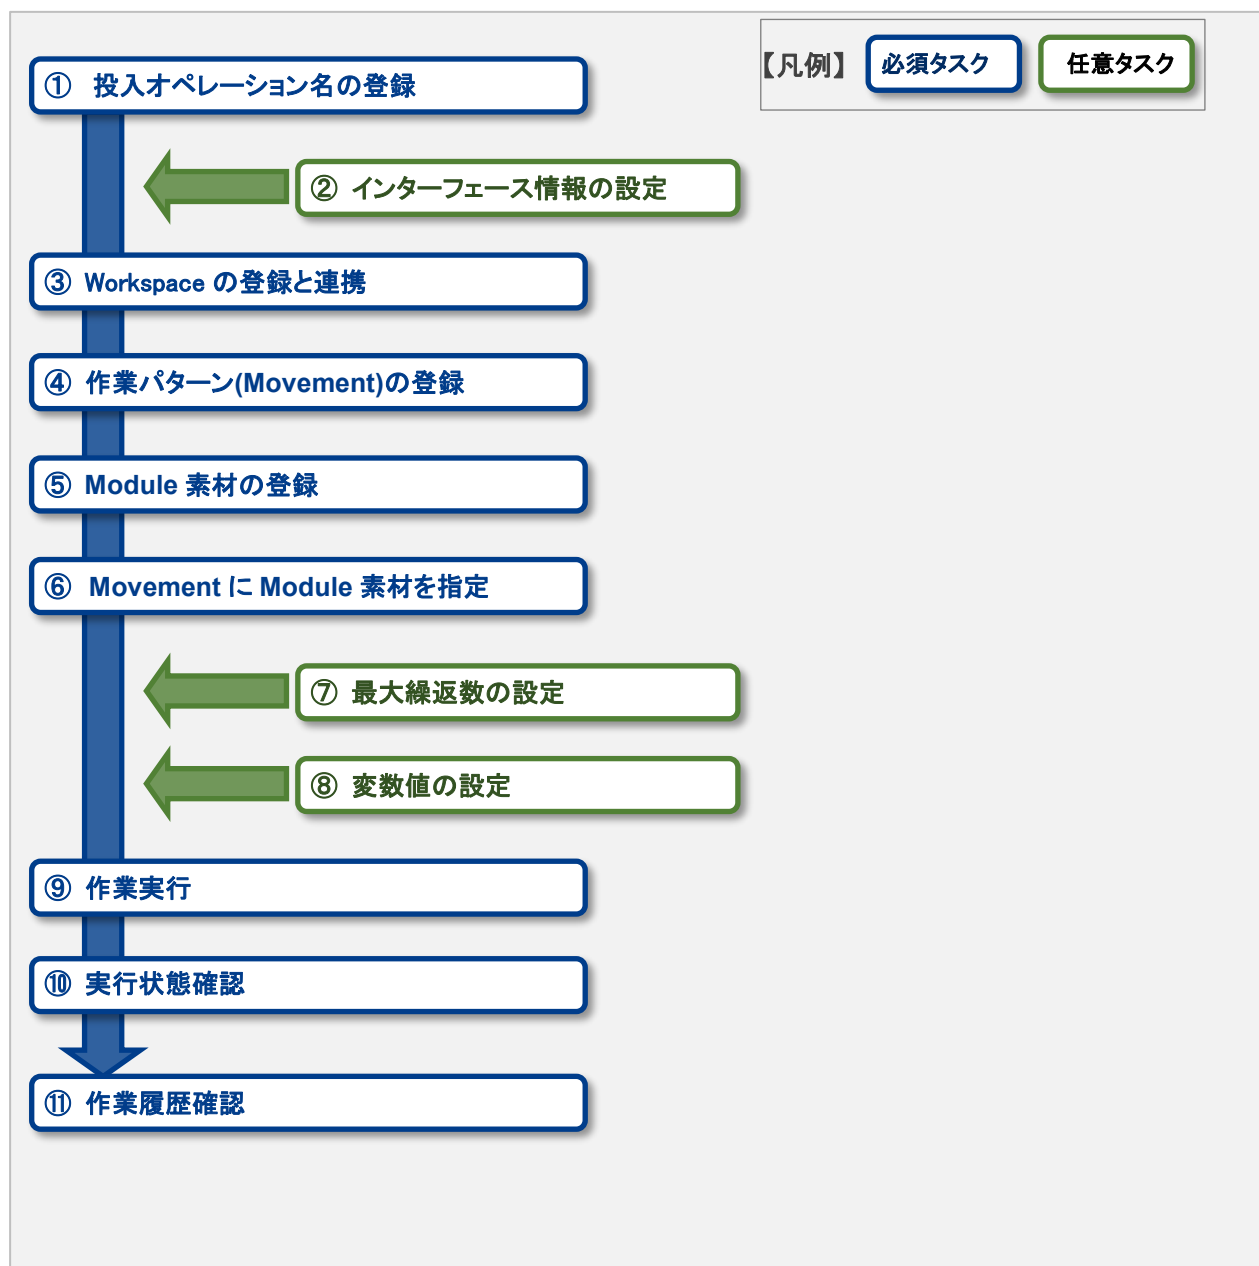 【凡例】 必須タスク 任意タスク
① 投入オペレーション名の登録
② インターフェース情報の設定
③ Workspace の登録と連携
④ 作業パターン(Movement)の登録
⑤ Module 素材の登録
⑥ Movement に Module 素材を指定
⑦ 最大繰返数の設定
⑧ 変数値の設定
⑨ 作業実行
⑩ 実行状態確認
⑪ 作業履歴確認